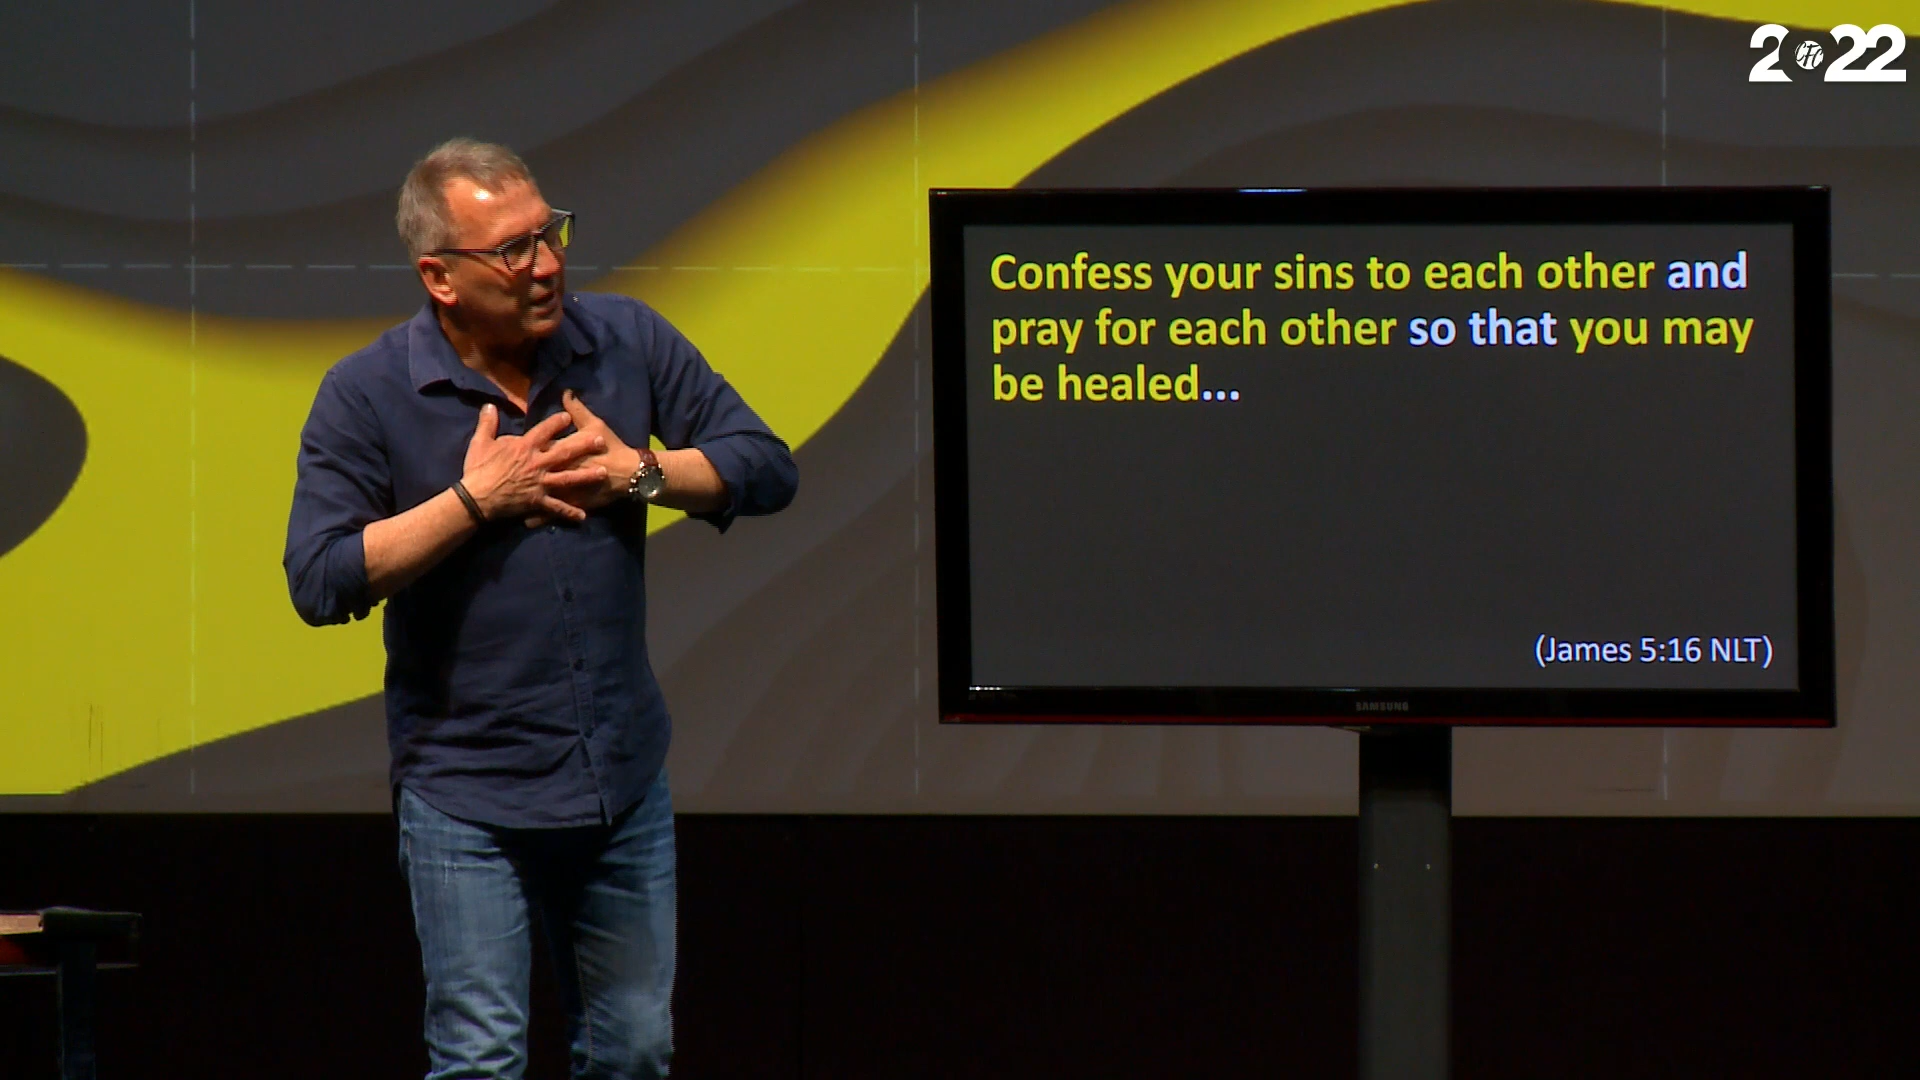 2022
Confess your sins to each other and
pray for each other so that you may
be healed...
(James 5:16 NLT)
SAMSUNG